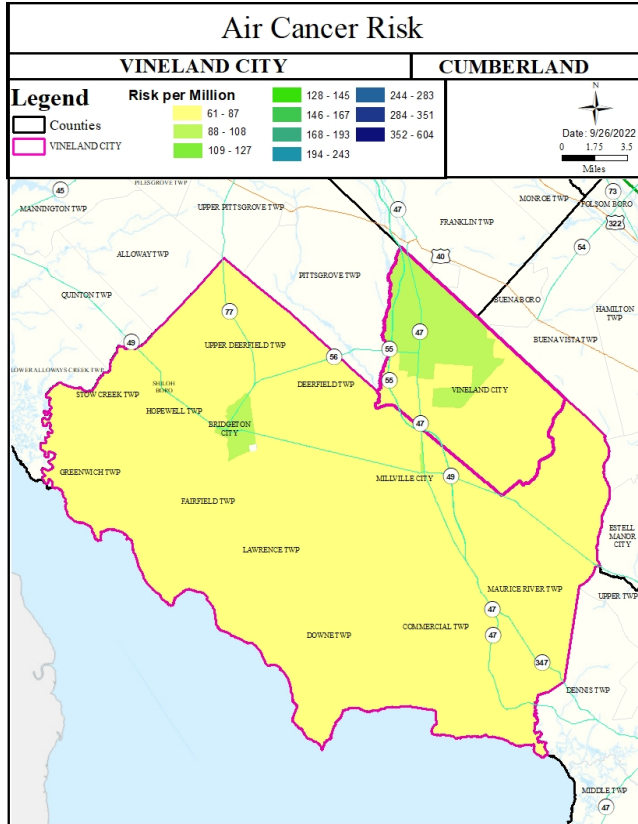 Air Cancer Risk
VINELAND CITY
CUMBERLAND
Legend
Counties
VINELAND CITY
Risk per Million
61 - 87
88 - 108
109 - 127
128 - 145
146 - 167
168 - 193
194 - 243
244 - 283
284 - 351
352 - 604
N
Date: 9/26/2022
0 1.75 3.5
Miles
PILESGROVE TWP
45
MANNINGTON TWP
UPPER PITTSGROVE TWP
47
FRANKLIN TWP
MONROE TWP
73
FOLSOM BORO
322
54
40
ALLOWAY TWP
PITTSGROVE TWP
QUINTON TWP
BUENA BORO
HAMILTON
TWP
77
47
49
UPPER DEERFIELD TWP
56
55
BUENA VISTA TWP
LOWER ALLOWAYS CREEK TWP
55
SHILOH
BORO
DEERFIELD TWP
VINELAND CITY
STOW CREEK TWP
HOPEWELL TWP
BRIDGETON
CITY
47
GREENWICH TWP
MILLVILLE CITY
49
FAIRFIELD TWP
ESTELL
MANOR
CITY
LAWRENCE TWP
MAURICE RIVER TWP
UPPER TWP
47
DOWNE TWP
COMMERCIAL TWP
47
347
DENNIS TWP
MIDDLE TWP
47